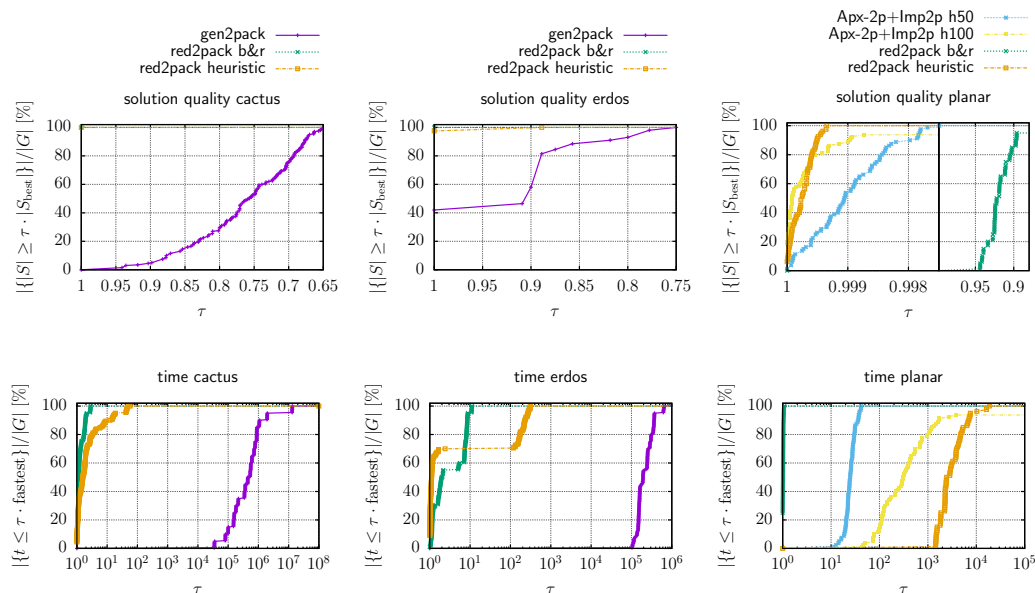 gen2pack
red2pack b&r
red2pack heuristic
gen2pack
red2pack b&r
red2pack heuristic
Apx-2p+Imp2p h50
Apx-2p+Imp2p h100
red2pack b&r
red2pack heuristic
solution quality cactus
|{|S| ≥ τ · |S_best|}|/|G| [%]
100
80
60
40
20
0
1 0.95 0.9 0.85 0.8 0.75 0.7 0.65
τ
solution quality erdos
|{|S| ≥ τ · |S_best|}|/|G| [%]
100
80
60
40
20
0
1 0.95 0.9 0.85 0.8 0.75
τ
solution quality planar
|{|S| ≥ τ · |S_best|}|/|G| [%]
100
80
60
40
20
0
1 0.999 0.998 0.95 0.9
τ
time cactus
|{t ≤ τ · fastest}|/|G| [%]
100
80
60
40
20
0
10^0 10^1 10^2 10^3 10^4 10^5 10^6 10^7 10^8
τ
time erdos
|{t ≤ τ · fastest}|/|G| [%]
100
80
60
40
20
0
10^0 10^1 10^2 10^3 10^4 10^5 10^6
τ
time planar
|{t ≤ τ · fastest}|/|G| [%]
100
80
60
40
20
0
10^0 10^1 10^2 10^3 10^4 10^5
τ